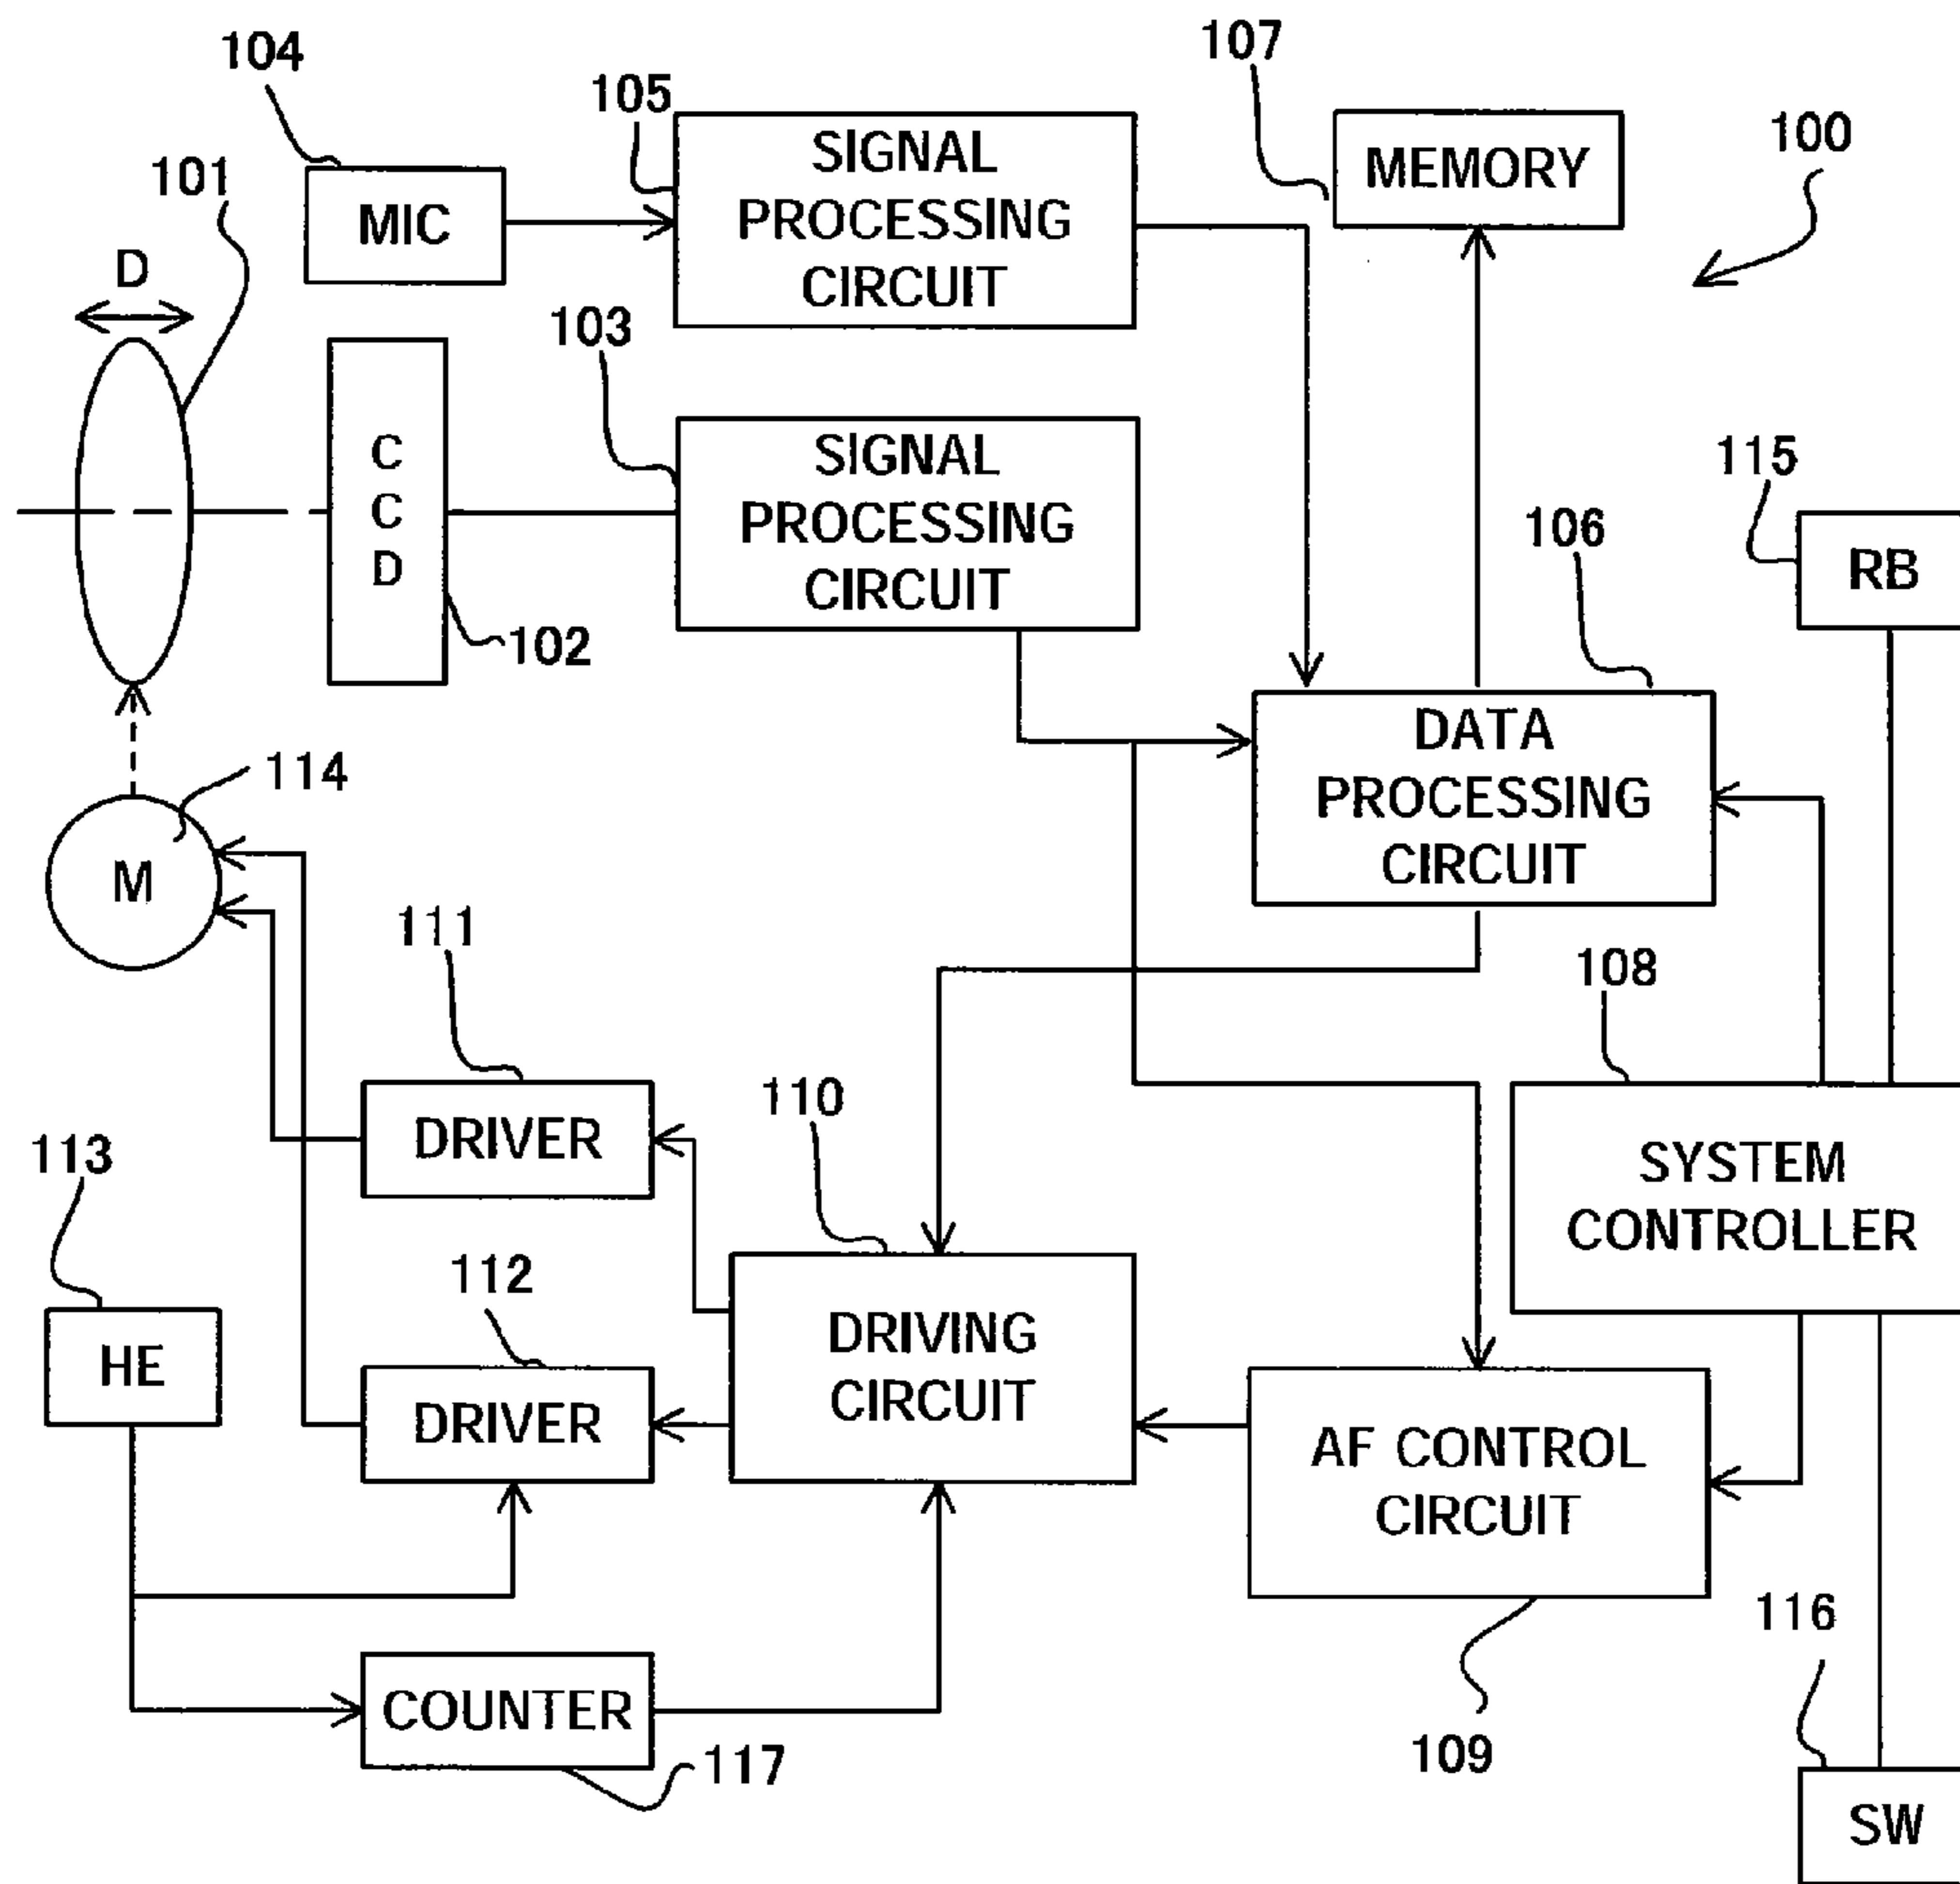 104
107
105
SIGNAL
PROCESSING
CIRCUIT
MEMORY
100
101
MIC
D
103
C
C
D
SIGNAL
PROCESSING
CIRCUIT
115
106
RB
102
DATA
PROCESSING
CIRCUIT
114
M
111
108
110
DRIVER
113
SYSTEM
CONTROLLER
112
HE
DRIVER
DRIVING
CIRCUIT
AF CONTROL
CIRCUIT
116
COUNTER
117
109
SW